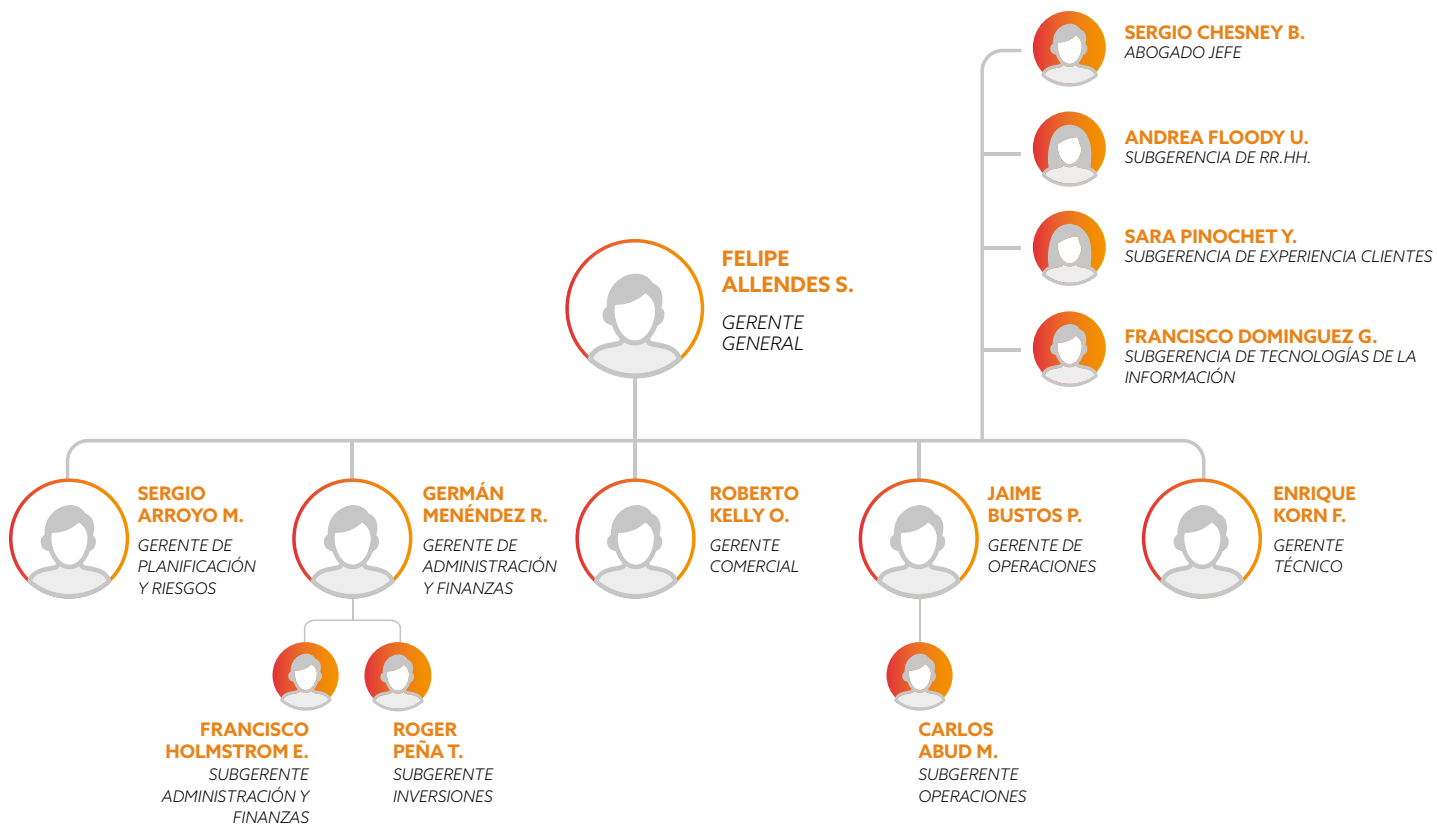 SERGIO CHESNEY B.
ABOGADO JEFE
ANDREA FLOODY U.
SUBGERENCIA DE RR.HH.
SARA PINOCHET Y.
SUBGERENCIA DE EXPERIENCIA CLIENTES
FRANCISCO DOMINGUEZ G.
SUBGERENCIA DE TECNOLOGÍAS DE LA
INFORMACIÓN
FELIPE
ALLENDES S.
GERENTE
GENERAL
SERGIO
ARROYO M.
GERENTE DE
PLANIFICACIÓN
Y RIESGOS
GERMÁN
MENÉNDEZ R.
GERENTE DE
ADMINISTRACIÓN
Y FINANZAS
ROBERTO
KELLY O.
GERENTE
COMERCIAL
JAIME
BUSTOS P.
GERENTE DE
OPERACIONES
ENRIQUE
KORN F.
GERENTE
TÉCNICO
FRANCISCO
HOLMSTROM E.
SUBGERENTE
ADMINISTRACIÓN Y
FINANZAS
ROGER
PEÑA T.
SUBGERENTE
INVERSIONES
CARLOS
ABUD M.
SUBGERENTE
OPERACIONES